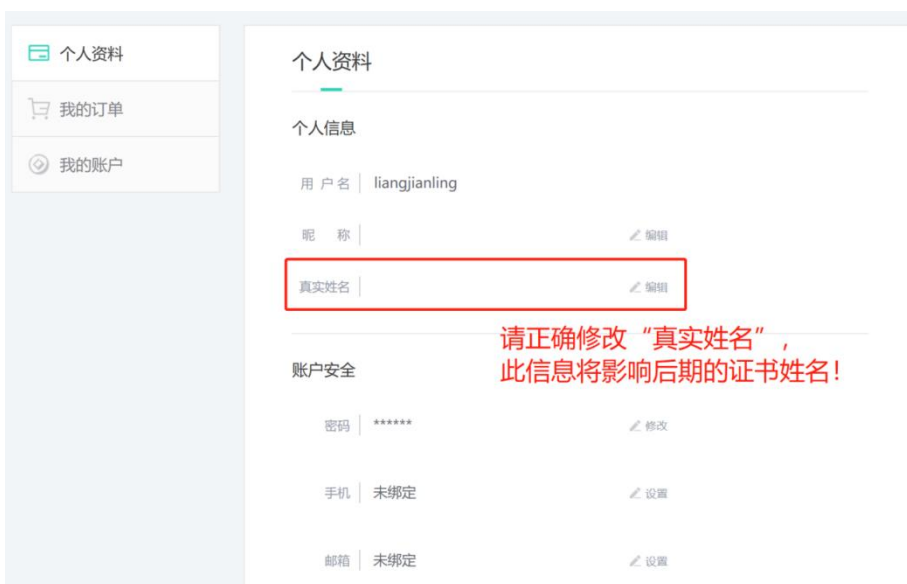 个人资料
我的订单
我的账户
个人资料
个人信息
用户名 liangjianling
昵 称 编辑
真实姓名 编辑
请正确修改“真实姓名”,
此信息将影响后期的证书姓名!
账户安全
密码 ****** 修改
手机 未绑定 设置
邮箱 未绑定 设置